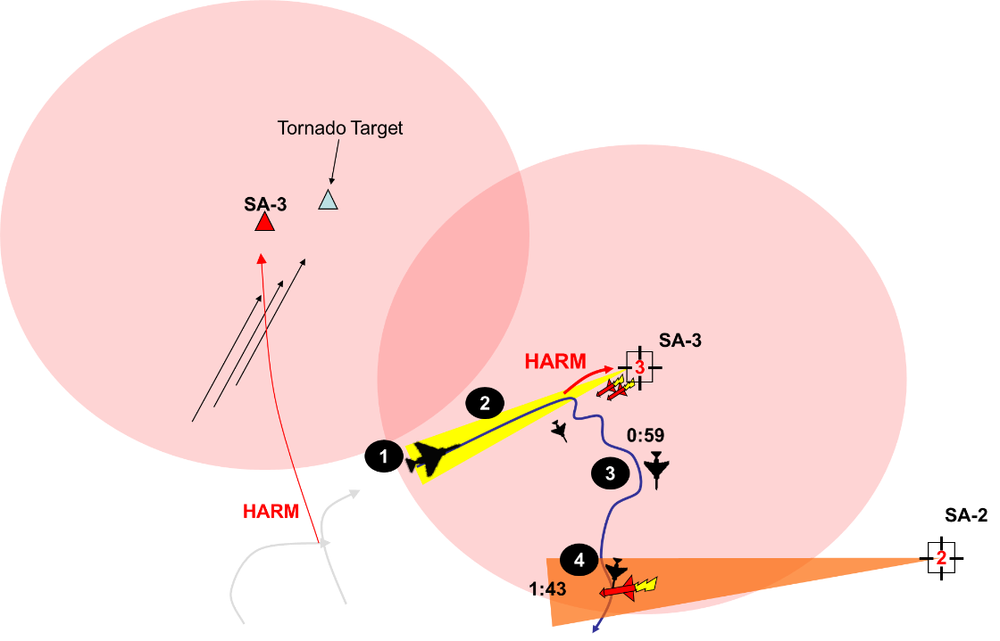 Tornado Target
SA-3
SA-3
HARM
3
2
0:59
1
3
HARM
SA-2
4
2
1:43